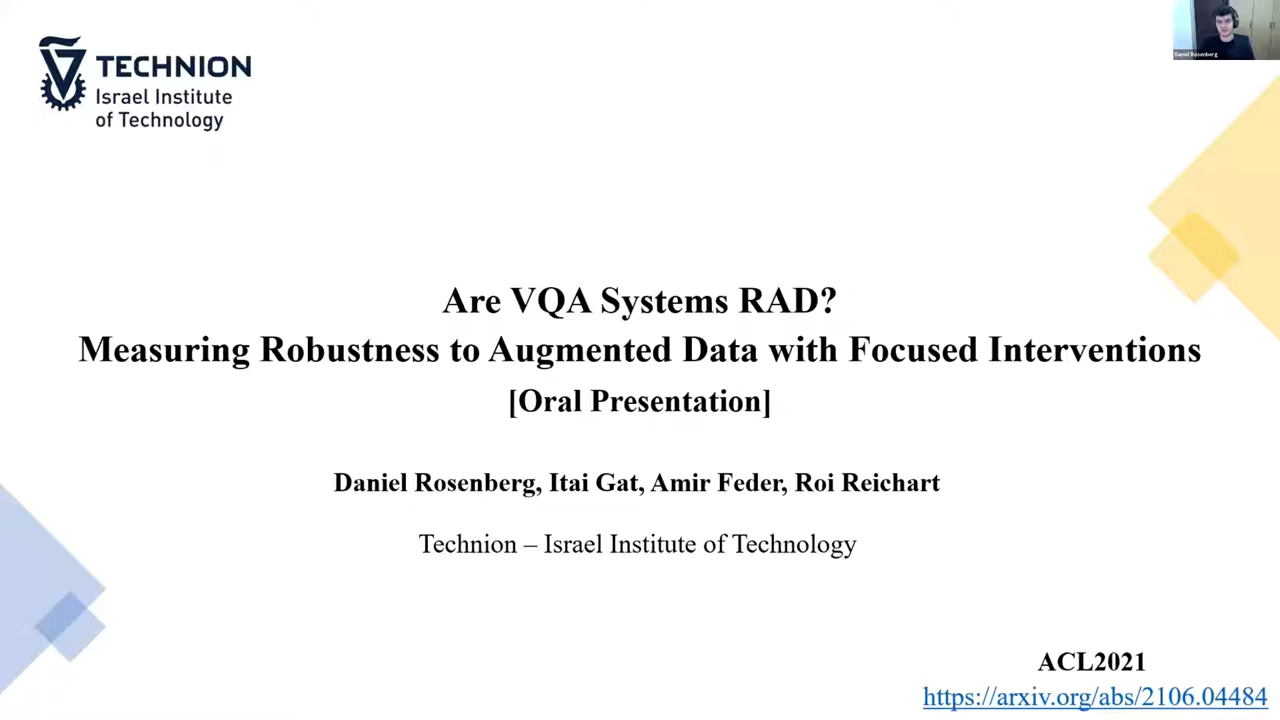 TECHNION
Israel Institute
of Technology
Daniel Rosenberg
Are VQA Systems RAD?
Measuring Robustness to Augmented Data with Focused Interventions
[Oral Presentation]
Daniel Rosenberg, Itai Gat, Amir Feder, Roi Reichart
Technion – Israel Institute of Technology
ACL2021
https://arxiv.org/abs/2106.04484